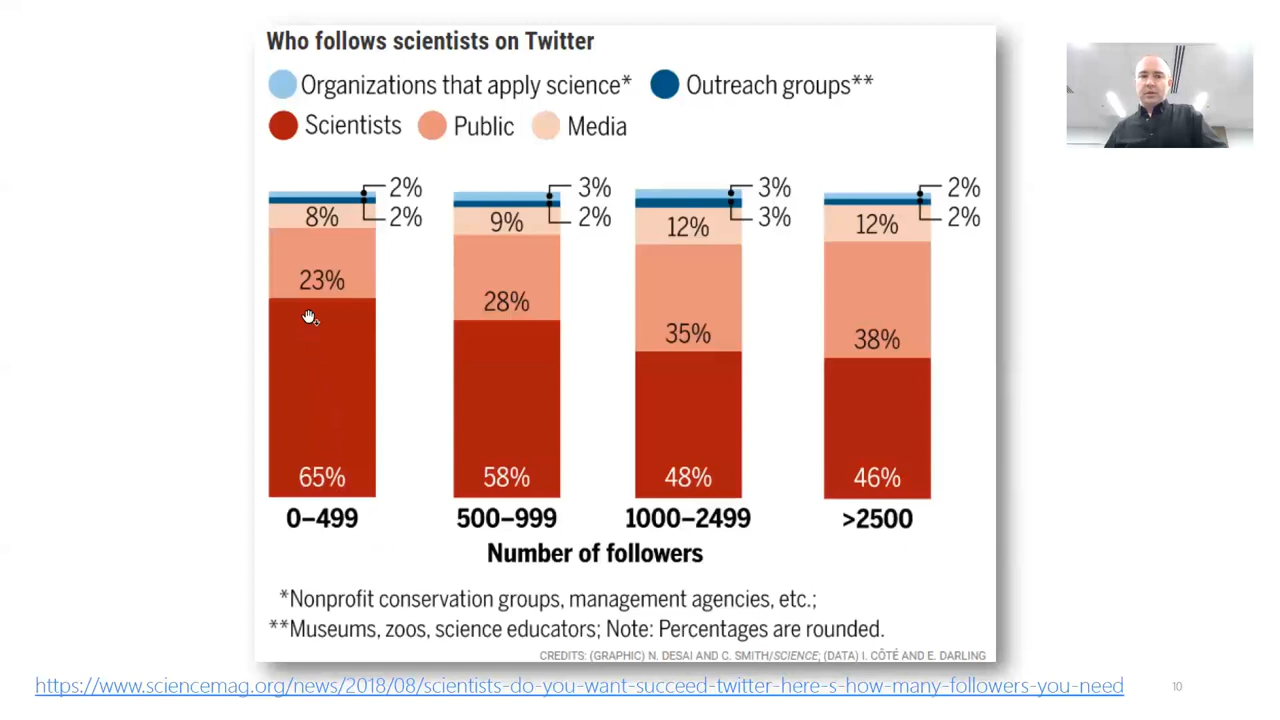 Who follows scientists on Twitter
Organizations that apply science* Outreach groups**
Scientists Public Media
2% 3% 3% 2%
2% 2% 3% 2%
8% 9% 12% 12%
23% 28% 35% 38%
65% 58% 48% 46%
0–499 500–999 1000–2499 >2500
Number of followers
*Nonprofit conservation groups, management agencies, etc.;
**Museums, zoos, science educators; Note: Percentages are rounded.
CREDITS: (GRAPHIC) N. DESAI AND C. SMITH/SCIENCE; (DATA) I. CÔTÉ AND E. DARLING
https://www.sciencemag.org/news/2018/08/scientists-do-you-want-succeed-twitter-here-s-how-many-followers-you-need
10